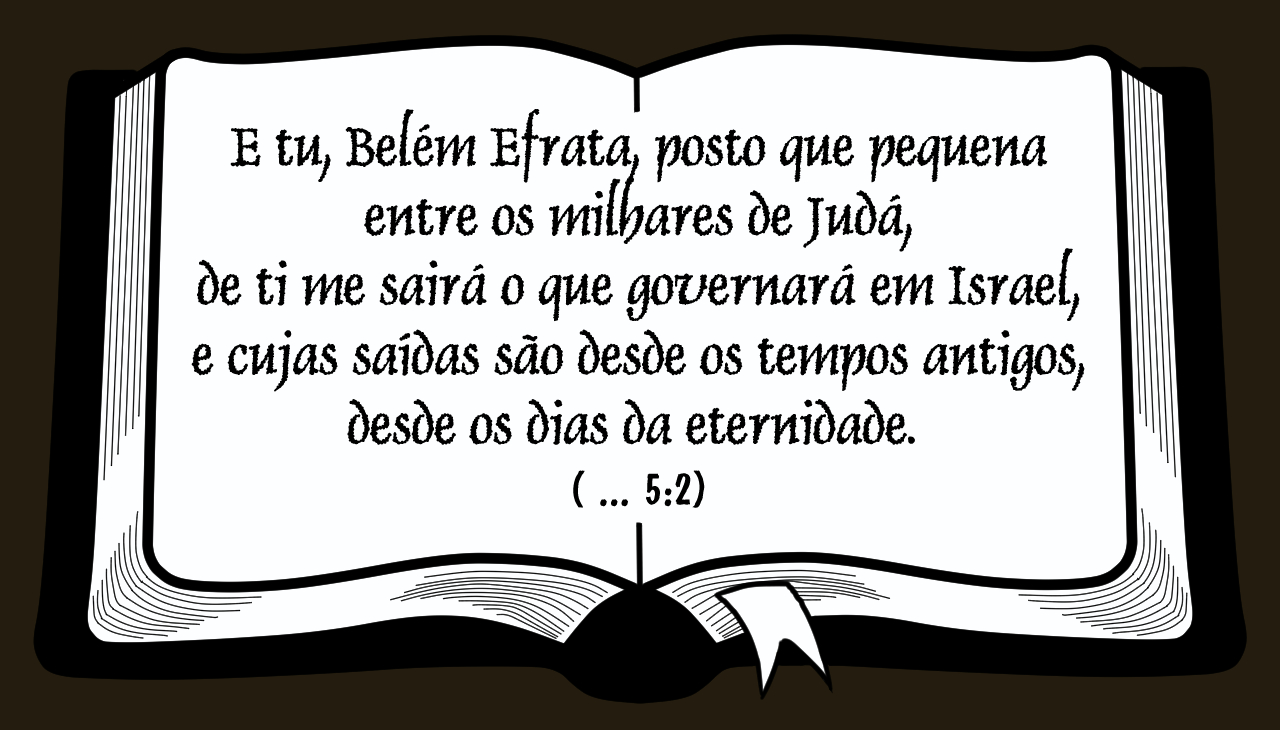 E tu, Belém Efrata, posto que pequena
entre os milhares de Judá,
de ti me sairá o que governará em Israel,
e cujas saídas são desde os tempos antigos,
desde os dias da eternidade.
( ... 5:2)